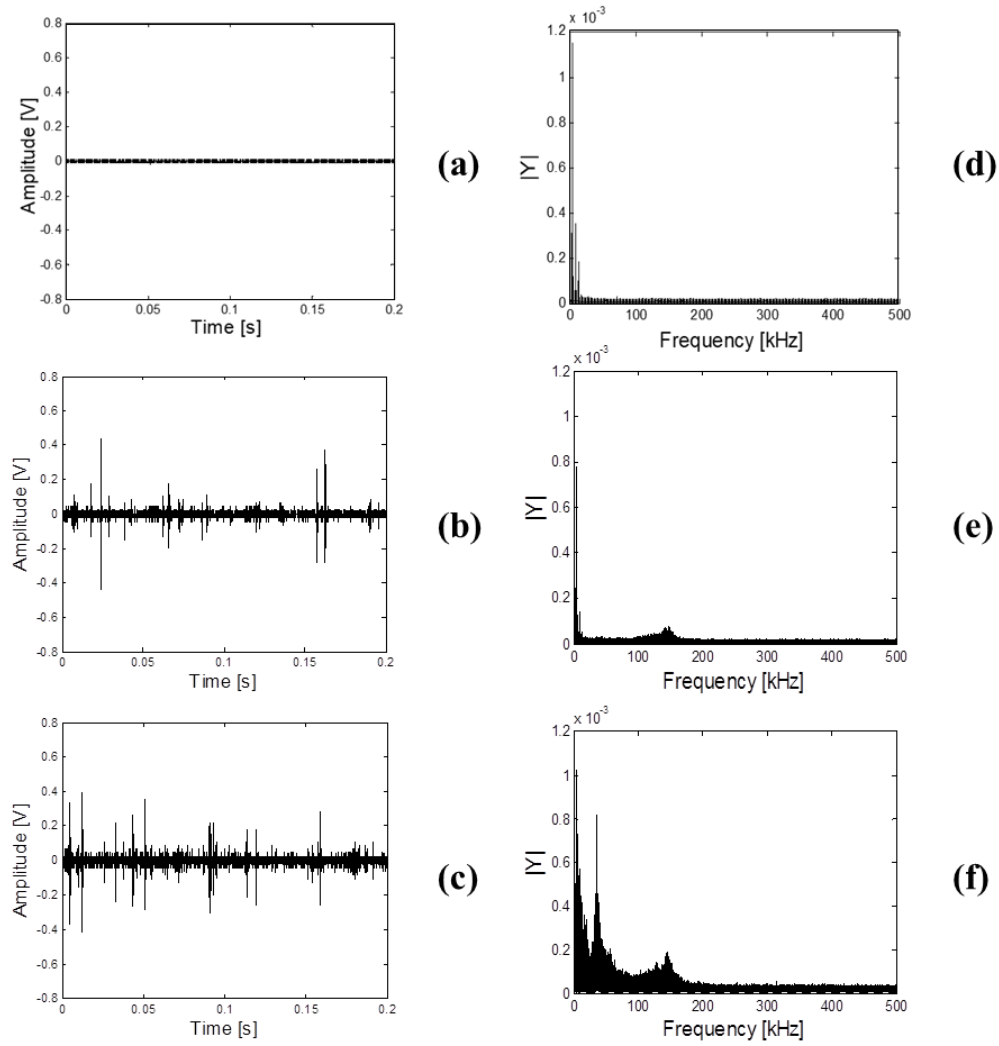 0.8
0.6
0.4
0.2
0
-0.2
-0.4
-0.6
-0.8
Amplitude [V]
0 0.05 0.1 0.15 0.2
Time [s]
(a)
x 10⁻³
1.2
1
0.8
0.6
0.4
0.2
0
|Y|
0 100 200 300 400 500
Frequency [kHz]
(d)
0.8
0.6
0.4
0.2
0
-0.2
-0.4
-0.6
-0.8
Amplitude [V]
0 0.05 0.1 0.15 0.2
Time [s]
(b)
x 10⁻³
1.2
1
0.8
0.6
0.4
0.2
0
|Y|
0 100 200 300 400 500
Frequency [kHz]
(e)
0.8
0.6
0.4
0.2
0
-0.2
-0.4
-0.6
-0.8
Amplitude [V]
0 0.05 0.1 0.15 0.2
Time [s]
(c)
x 10⁻³
1.2
1
0.8
0.6
0.4
0.2
0
|Y|
0 100 200 300 400 500
Frequency [kHz]
(f)